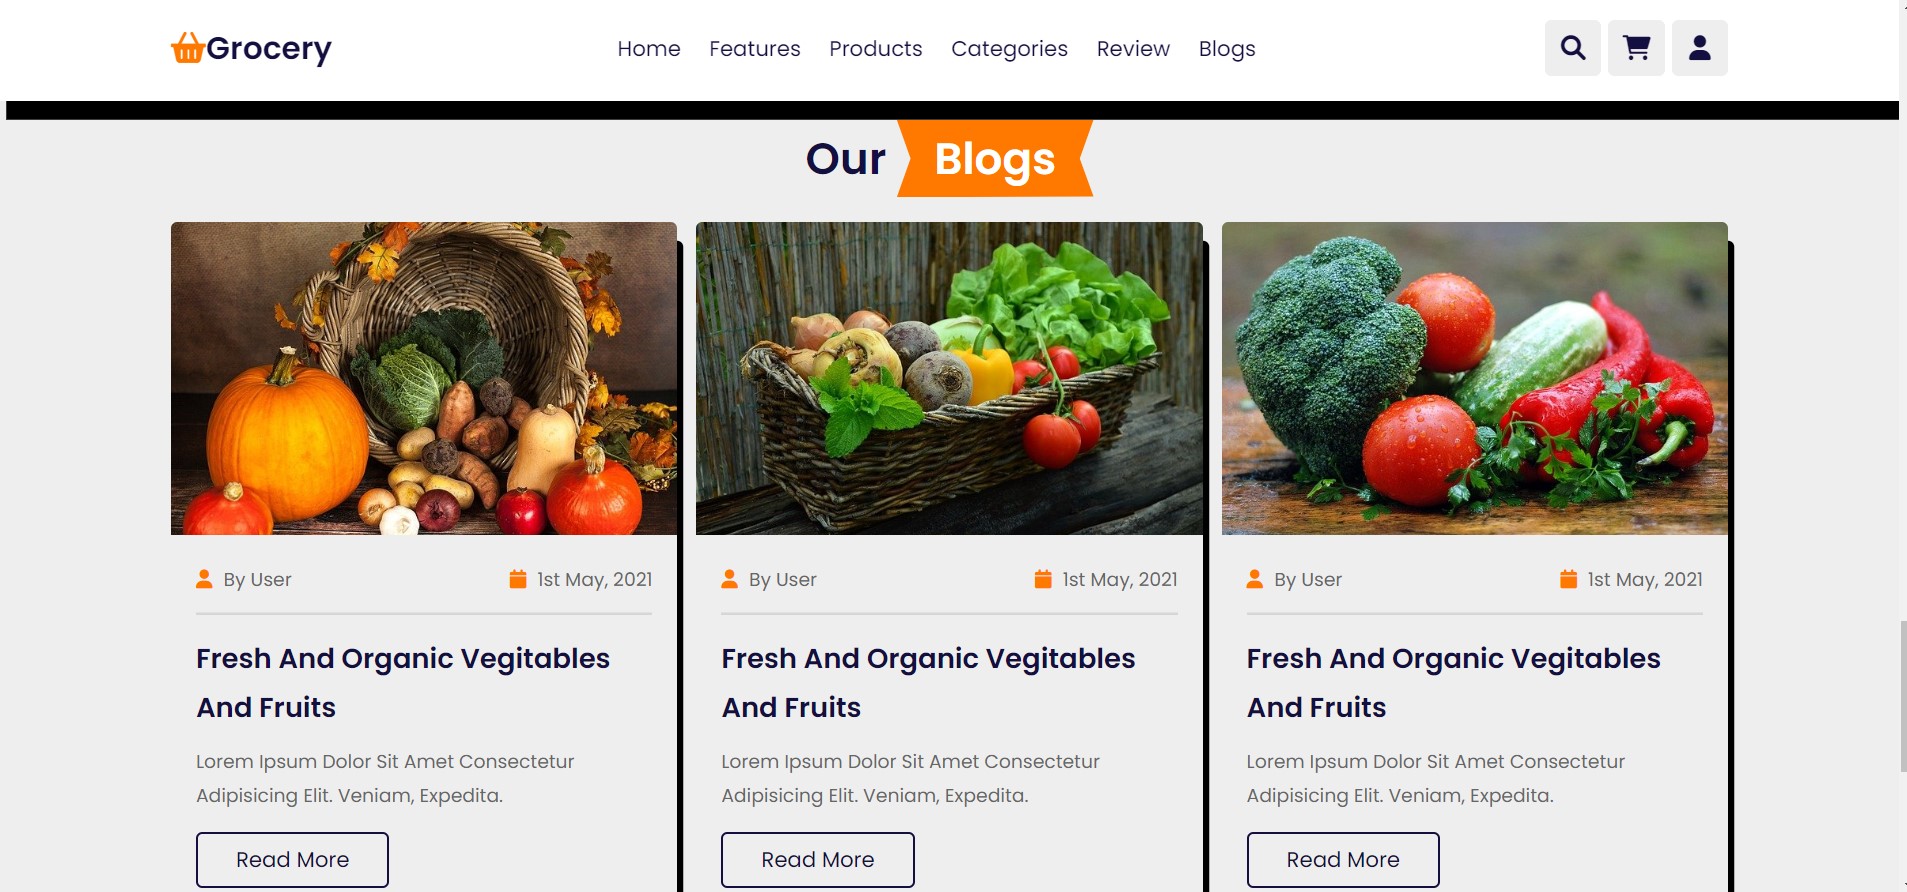 Grocery
Home Features Products Categories Review Blogs
Our Blogs
By User 1st May, 2021
Fresh And Organic Vegitables
And Fruits
Lorem Ipsum Dolor Sit Amet Consectetur
Adipisicing Elit. Veniam, Expedita.
Read More
By User 1st May, 2021
Fresh And Organic Vegitables
And Fruits
Lorem Ipsum Dolor Sit Amet Consectetur
Adipisicing Elit. Veniam, Expedita.
Read More
By User 1st May, 2021
Fresh And Organic Vegitables
And Fruits
Lorem Ipsum Dolor Sit Amet Consectetur
Adipisicing Elit. Veniam, Expedita.
Read More